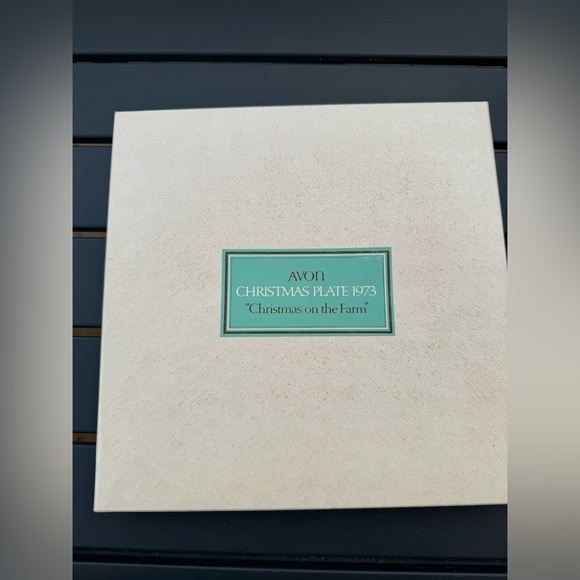 AVON
CHRISTMAS PLATE 1973
"Christmas on the Farm"